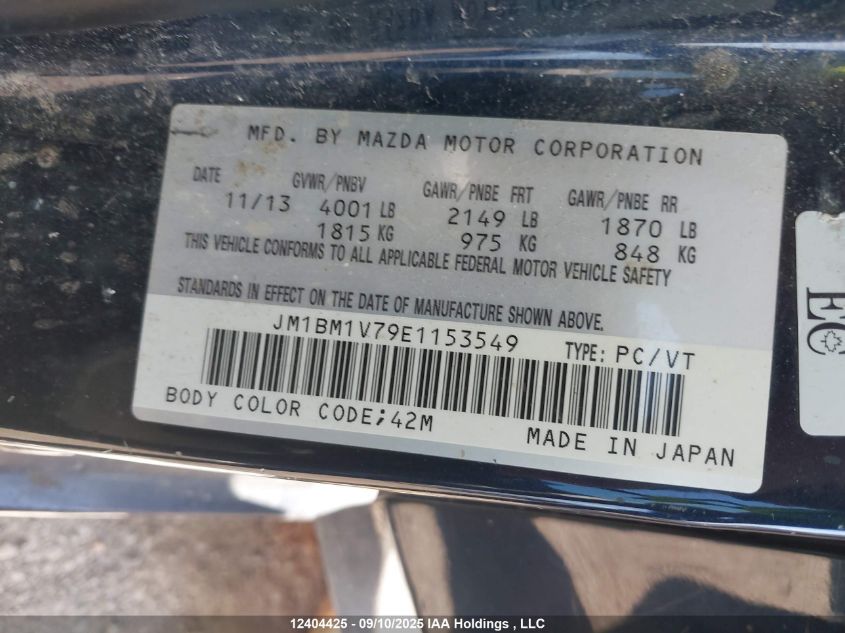 MFD. BY MAZDA MOTOR CORPORATION
DATE GVWR/PNBV GAWR/PNBE FRT GAWR/PNBE RR
11/13 4001 LB 2149 LB 1870 LB
1815 KG 975 KG 848 KG
THIS VEHICLE CONFORMS TO ALL APPLICABLE FEDERAL MOTOR VEHICLE SAFETY
STANDARDS IN EFFECT ON THE DATE OF MANUFACTURE SHOWN ABOVE.
JM1BM1V79E1153549 TYPE: PC/VT
BODY COLOR CODE;42M
MADE IN JAPAN
EC
12404425 - 09/10/2025 IAA Holdings , LLC